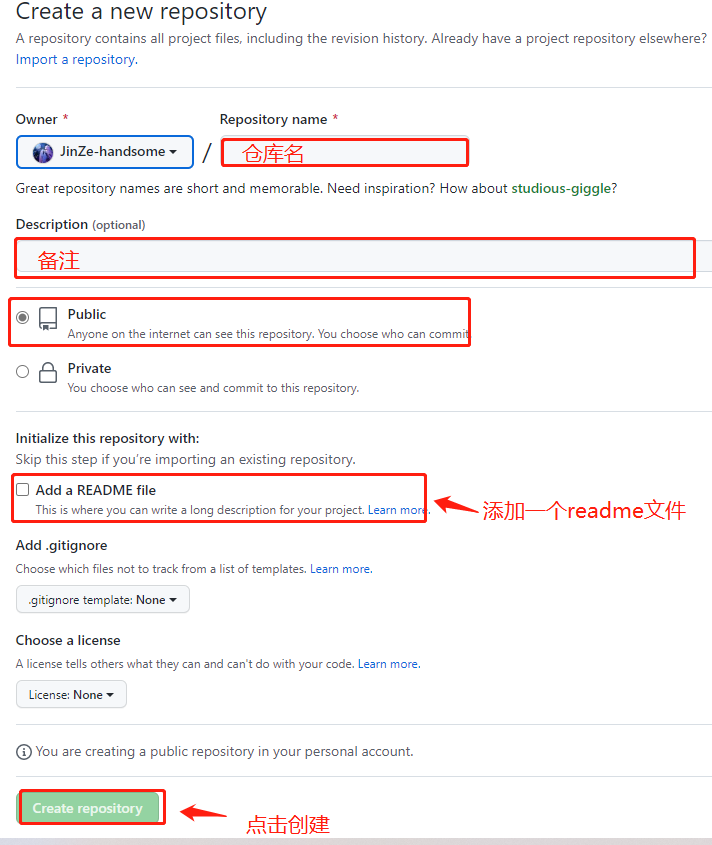 Create a new repository
A repository contains all project files, including the revision history. Already have a project repository elsewhere?
Import a repository.
Owner * Repository name *
JinZe-handsome / 仓库名
Great repository names are short and memorable. Need inspiration? How about studious-giggle?
Description (optional)
备注
Public
Anyone on the internet can see this repository. You choose who can commit
Private
You choose who can see and commit to this repository.
Initialize this repository with:
Skip this step if you're importing an existing repository.
Add a README file
This is where you can write a long description for your project. Learn more.
添加一个readme文件
Add .gitignore
Choose which files not to track from a list of templates. Learn more.
.gitignore template: None
Choose a license
A license tells others what they can and can't do with your code. Learn more.
License: None
You are creating a public repository in your personal account.
Create repository
点击创建